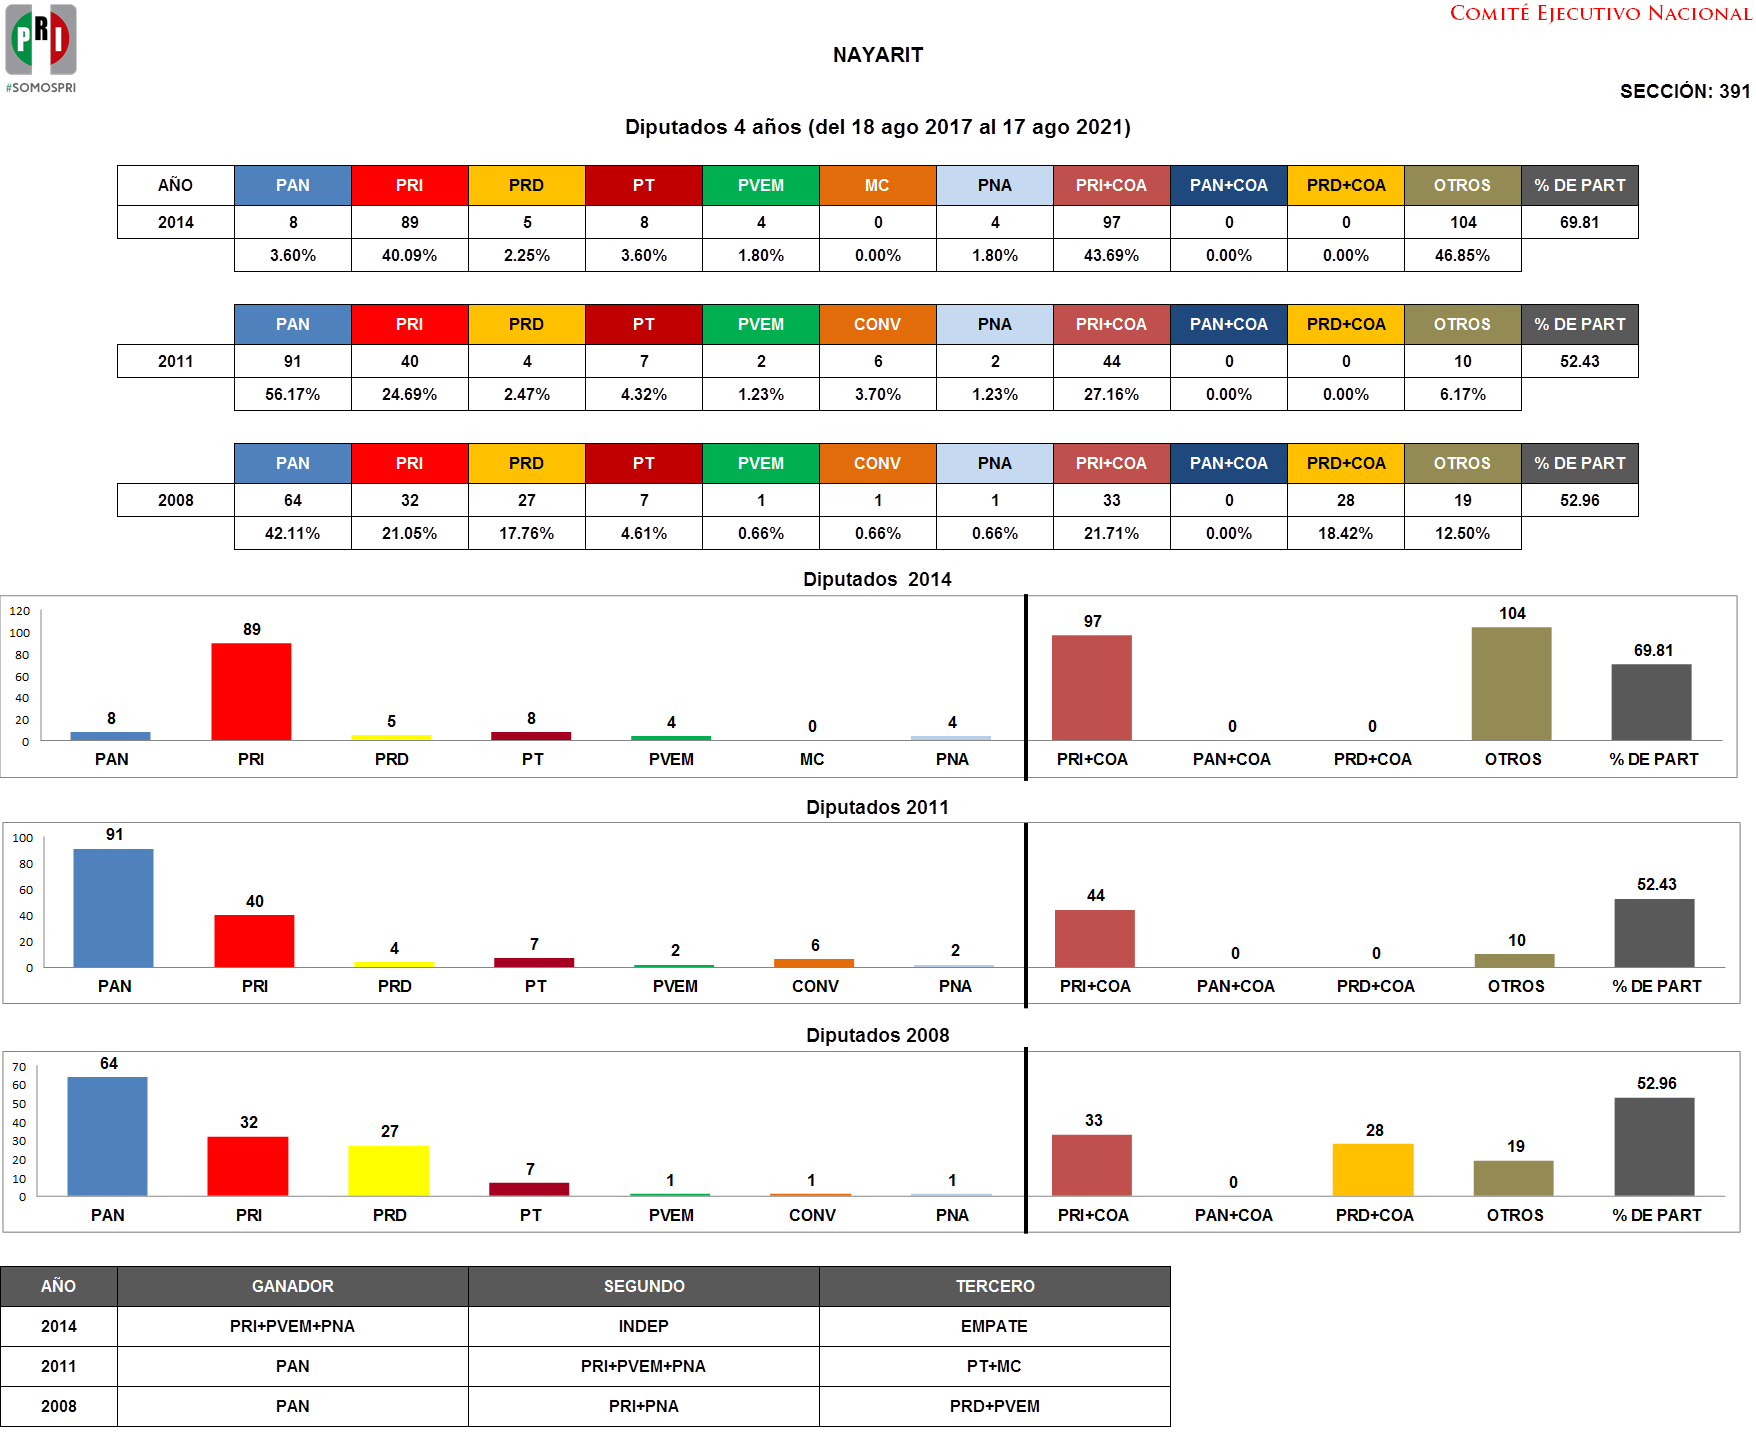 PRI
#SOMOSPRI
COMITÉ EJECUTIVO NACIONAL
NAYARIT
SECCIÓN: 391
Diputados 4 años (del 18 ago 2017 al 17 ago 2021)
AÑO PAN PRI PRD PT PVEM MC PNA PRI+COA PAN+COA PRD+COA OTROS % DE PART
2014 8 89 5 8 4 0 4 97 0 0 104 69.81
3.60% 40.09% 2.25% 3.60% 1.80% 0.00% 1.80% 43.69% 0.00% 0.00% 46.85%
PAN PRI PRD PT PVEM CONV PNA PRI+COA PAN+COA PRD+COA OTROS % DE PART
2011 91 40 4 7 2 6 2 44 0 0 10 52.43
56.17% 24.69% 2.47% 4.32% 1.23% 3.70% 1.23% 27.16% 0.00% 0.00% 6.17%
PAN PRI PRD PT PVEM CONV PNA PRI+COA PAN+COA PRD+COA OTROS % DE PART
2008 64 32 27 7 1 1 1 33 0 28 19 52.96
42.11% 21.05% 17.76% 4.61% 0.66% 0.66% 0.66% 21.71% 0.00% 18.42% 12.50%
Diputados 2014
120
100
80
60
40
20
0
8 89 5 8 4 0 4 97 0 0 104 69.81
PAN PRI PRD PT PVEM MC PNA PRI+COA PAN+COA PRD+COA OTROS % DE PART
Diputados 2011
100
80
60
40
20
0
91 40 4 7 2 6 2 44 0 0 10 52.43
PAN PRI PRD PT PVEM CONV PNA PRI+COA PAN+COA PRD+COA OTROS % DE PART
Diputados 2008
70
60
50
40
30
20
10
0
64 32 27 7 1 1 1 33 0 28 19 52.96
PAN PRI PRD PT PVEM CONV PNA PRI+COA PAN+COA PRD+COA OTROS % DE PART
AÑO GANADOR SEGUNDO TERCERO
2014 PRI+PVEM+PNA INDEP EMPATE
2011 PAN PRI+PVEM+PNA PT+MC
2008 PAN PRI+PNA PRD+PVEM